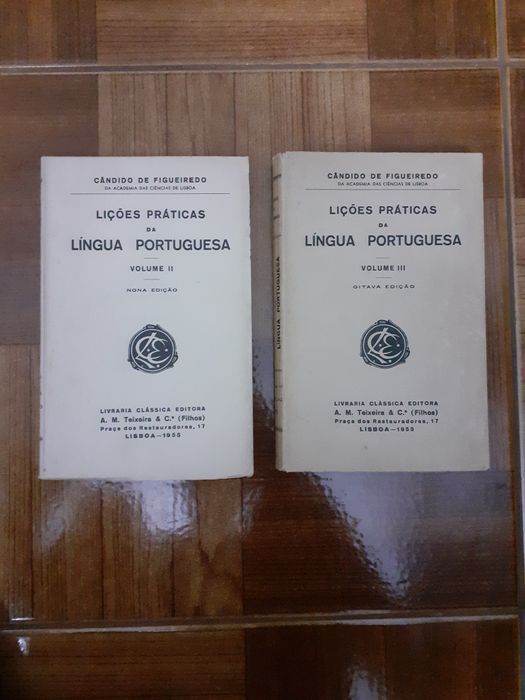 CÂNDIDO DE FIGUEIREDO
DA ACADEMIA DAS CIÊNCIAS DE LISBOA
LIÇÕES PRÁTICAS
DA
LÍNGUA PORTUGUESA
VOLUME II
NONA EDIÇÃO
LIVRARIA CLÁSSICA EDITORA
A. M. Teixeira & C.ª (Filhos)
Praça dos Restauradores, 17
LISBOA—1955
CÂNDIDO DE FIGUEIREDO
DA ACADEMIA DAS CIÊNCIAS DE LISBOA
LIÇÕES PRÁTICAS
DA
LÍNGUA PORTUGUESA
VOLUME III
OITAVA EDIÇÃO
LIVRARIA CLÁSSICA EDITORA
A. M. Teixeira & C.ª (Filhos)
Praça dos Restauradores, 17
LISBOA—1953
LÍNGUA PORTUGUESA